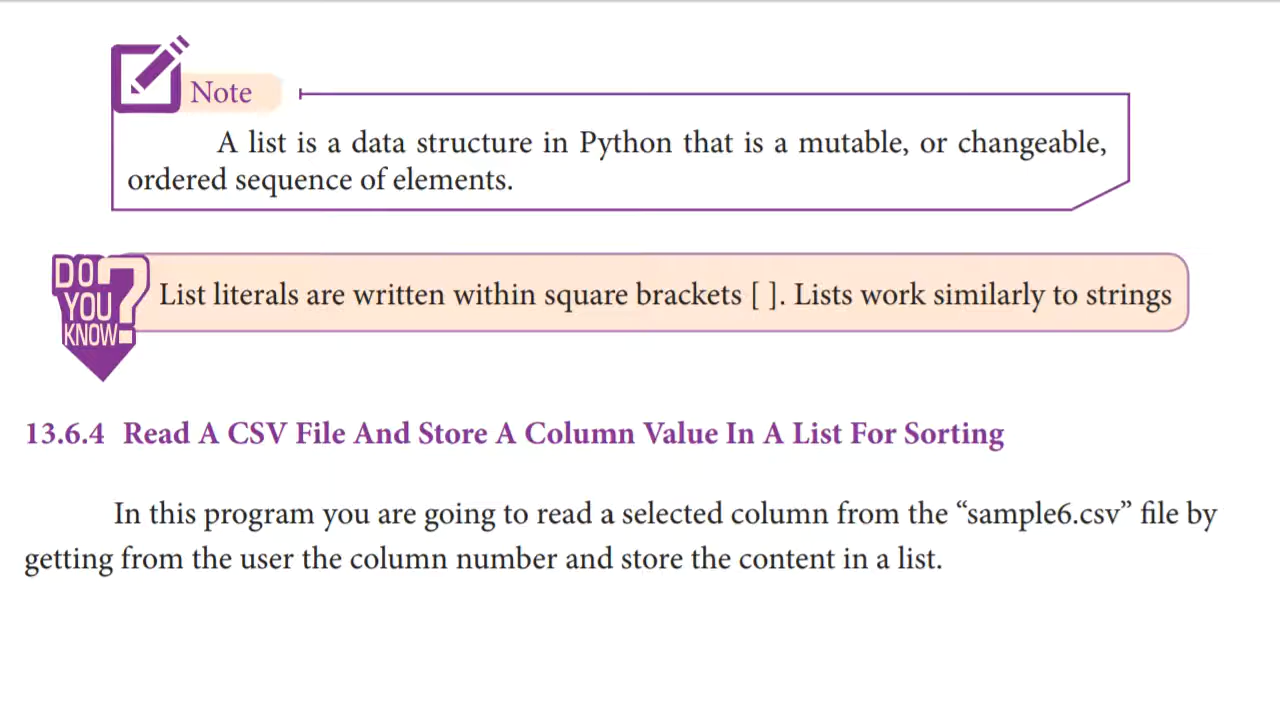 Note
A list is a data structure in Python that is a mutable, or changeable,
ordered sequence of elements.
DO
YOU
KNOW?
List literals are written within square brackets [ ]. Lists work similarly to strings
13.6.4 Read A CSV File And Store A Column Value In A List For Sorting
In this program you are going to read a selected column from the “sample6.csv” file by
getting from the user the column number and store the content in a list.